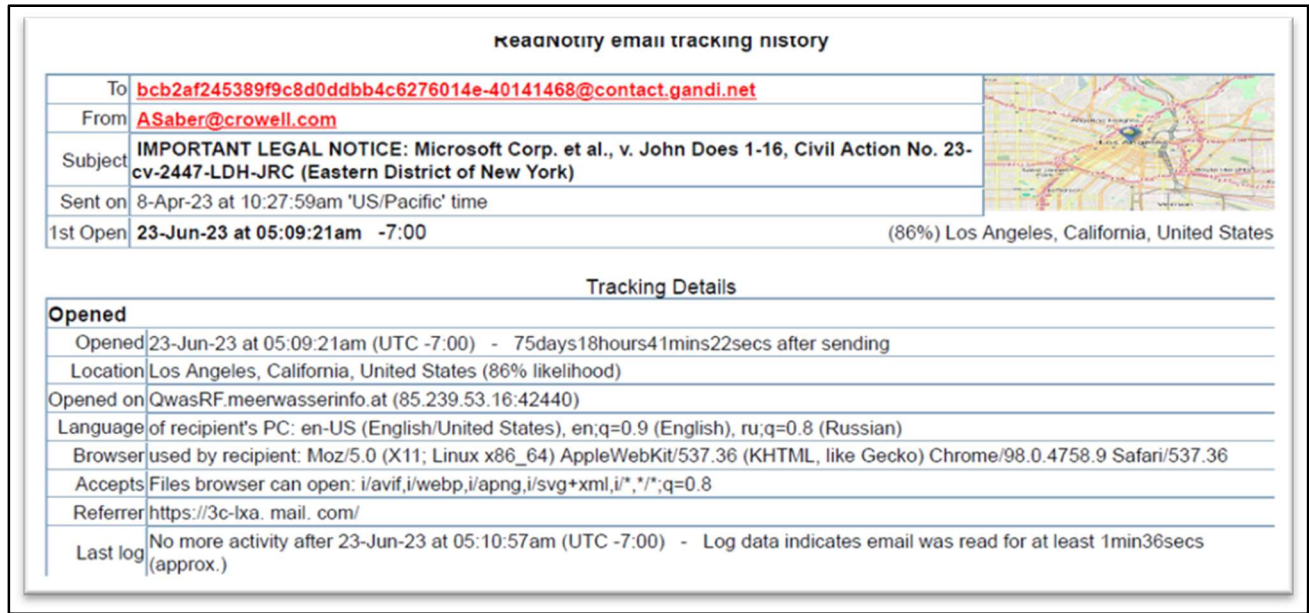 ReadNotify email tracking history
To bcb2af245389f9c8d0ddbb4c6276014e-40141468@contact.gandi.net
From ASaber@crowell.com
Subject IMPORTANT LEGAL NOTICE: Microsoft Corp. et al., v. John Does 1-16, Civil Action No. 23-
cv-2447-LDH-JRC (Eastern District of New York)
Sent on 8-Apr-23 at 10:27:59am 'US/Pacific' time
1st Open 23-Jun-23 at 05:09:21am -7:00 (86%) Los Angeles, California, United States
Los Angeles
Vernon
Tracking Details
Opened
Opened 23-Jun-23 at 05:09:21am (UTC -7:00) - 75days18hours41mins22secs after sending
Location Los Angeles, California, United States (86% likelihood)
Opened on QwasRF.meerwasserinfo.at (85.239.53.16:42440)
Language of recipient's PC: en-US (English/United States), en;q=0.9 (English), ru;q=0.8 (Russian)
Browser used by recipient: Moz/5.0 (X11; Linux x86_64) AppleWebKit/537.36 (KHTML, like Gecko) Chrome/98.0.4758.9 Safari/537.36
Accepts Files browser can open: i/avif,i/webp,i/apng,i/svg+xml,i/*,*/*;q=0.8
Referrer https://3c-lxa. mail. com/
Last log No more activity after 23-Jun-23 at 05:10:57am (UTC -7:00) - Log data indicates email was read for at least 1min36secs
(approx.)